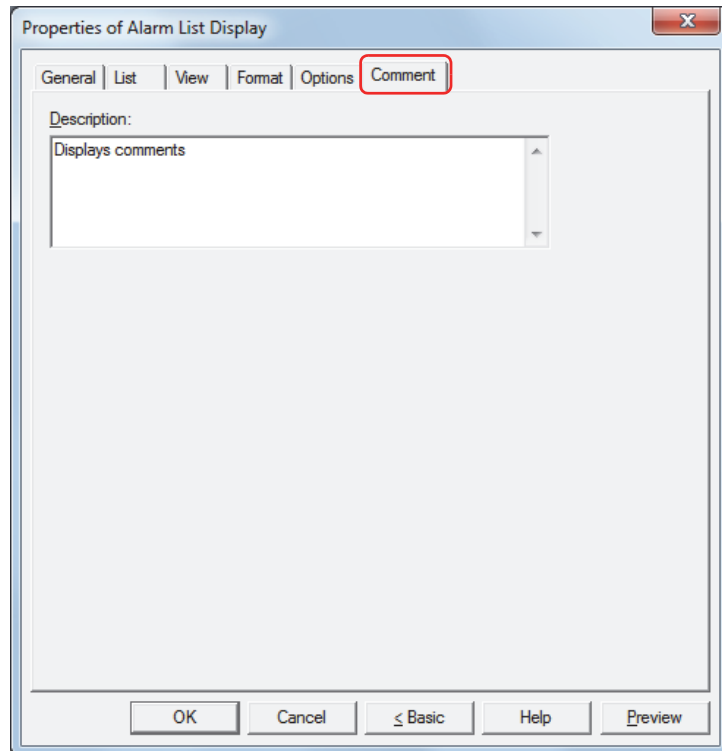 Properties of Alarm List Display
X
General List View Format Options Comment
Description:
Displays comments
OK Cancel < Basic Help Preview